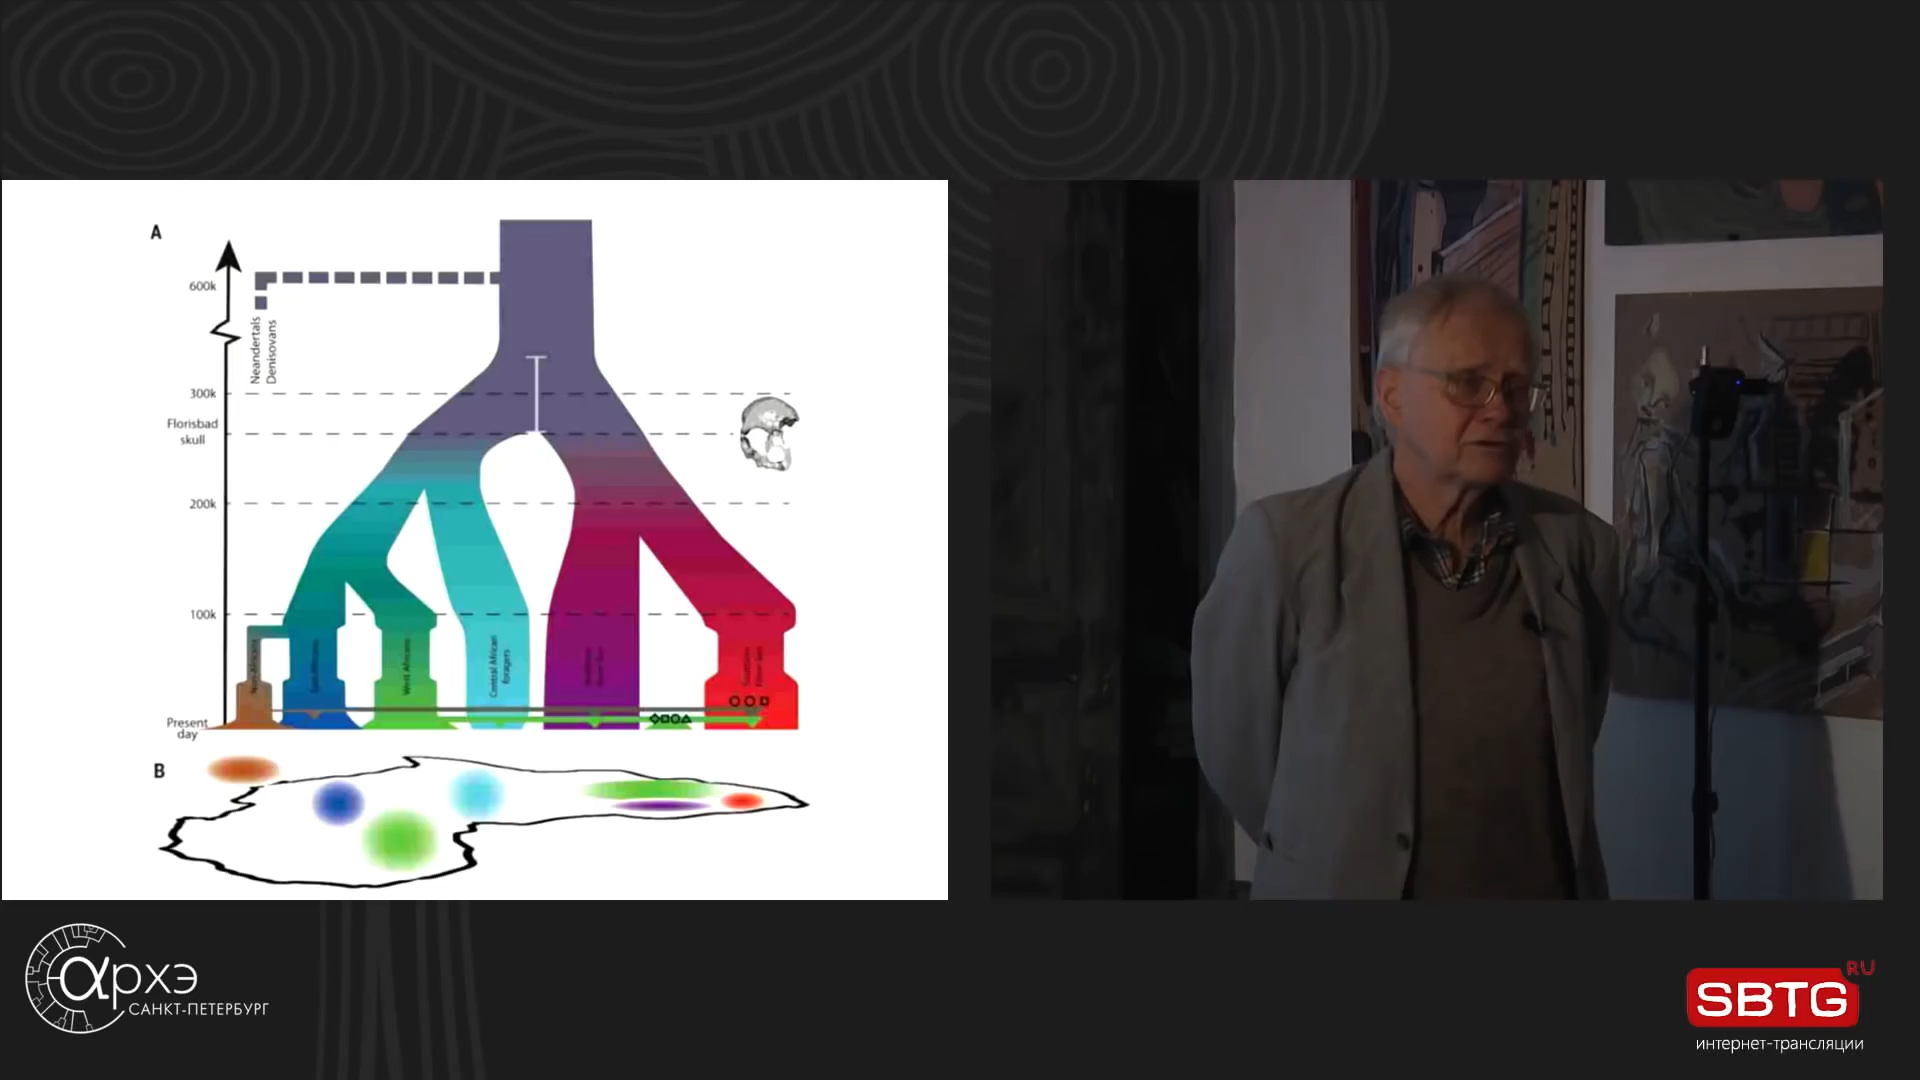 A
600k
Neandertals
Denisovans
300k
Florisbad
skull
200k
100k
West Africans
Central African
foragers
Present
day
B
αрхэ
САНКТ-ПЕТЕРБУРГ
SBTG
RU
интернет-трансляции